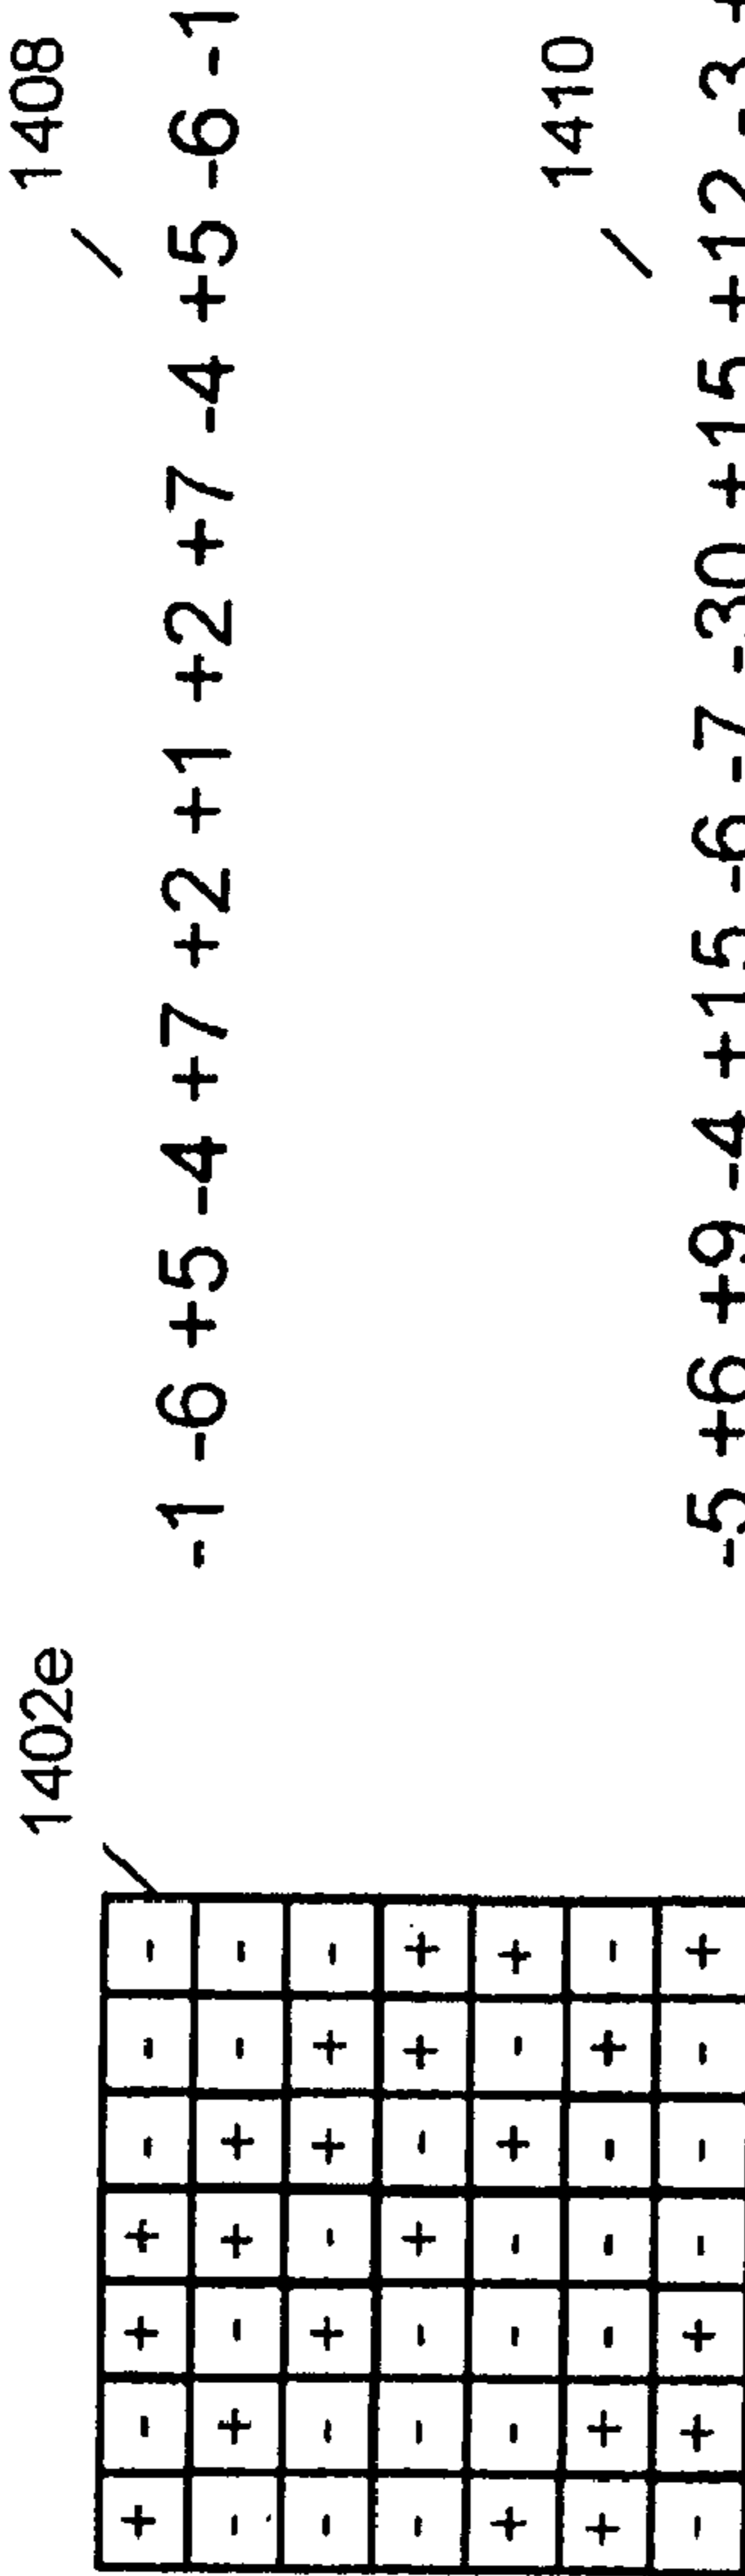 1402e
1408
+ - + + - - -
- + - + + - -
-1 -6 +5 -4 +7 +2 +1 +2 +7 -4 +5 -6 -1
- - + - + + -
- - - + - + +
+ - - - + - +
1410
+ + - - - + -
- + + - - - +
-5 +6 +9 -4 +15 -6 -7 -30 +15 +12 -3